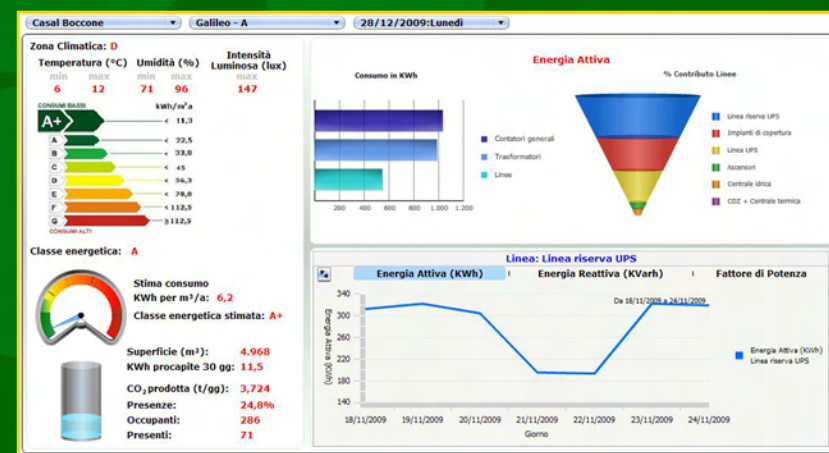 Casal Boccone
Galileo - A
28/12/2009:Lunedì
Zona Climatica: D
Temperatura (°C) Umidità (%) Intensità Luminosa (lux)
min max min max max
6 12 71 96 147
CONSUMI BASSI kWh/m³a
A+ < 11,3
A < 22,5
B < 33,8
C < 45
D < 56,3
E < 78,8
F < 112,5
G ≥112,5
CONSUMI ALTI
Classe energetica: A
Stima consumo
KWh per m³/a: 6,2
Classe energetica stimata: A+
Superficie (m²): 4.968
KWh procapite 30 gg: 11,5
CO2 prodotta (t/gg): 3,724
Presenze: 24,8%
Occupanti: 286
Presenti: 71
Energia Attiva
Consumo in KWh
Contatori generali
Trasformatori
Linee
200 400 600 800 1.000 1.200
% Contributo Linee
Linea riserva UPS
Impianti di copertura
Linea UPS
Ascensori
Centrale idrica
CDZ + Centrale termica
Linea: Linea riserva UPS
Energia Attiva (KWh) Energia Reattiva (KVarh) Fattore di Potenza
Da 18/11/2009 a 24/11/2009
Energia Attiva (KWh)
340
300
260
220
180
140
18/11/2009 19/11/2009 20/11/2009 21/11/2009 22/11/2009 23/11/2009 24/11/2009
Giorno
Energia Attiva (KWh)
Linea riserva UPS